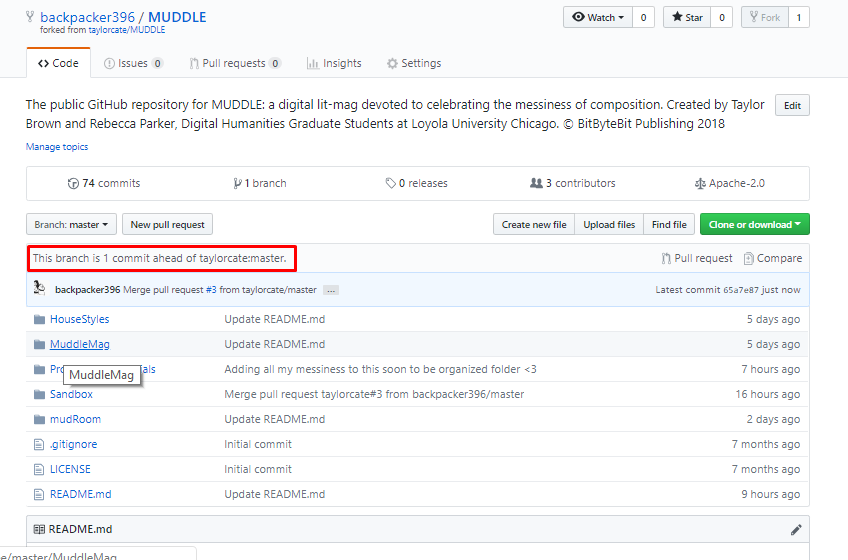 backpacker396 / MUDDLE
forked from taylorcate/MUDDLE
Watch 0 Star 0 Fork 1
Code Issues 0 Pull requests 0 Insights Settings
The public GitHub repository for MUDDLE: a digital lit-mag devoted to celebrating the messiness of composition. Created by Taylor
Brown and Rebecca Parker, Digital Humanities Graduate Students at Loyola University Chicago. © BitByteBit Publishing 2018
Edit
Manage topics
74 commits 1 branch 0 releases 3 contributors Apache-2.0
Branch: master New pull request Create new file Upload files Find file Clone or download
This branch is 1 commit ahead of taylorcate:master. Pull request Compare
backpacker396 Merge pull request #3 from taylorcate/master ... Latest commit 65a7e87 just now
HouseStyles Update README.md 5 days ago
MuddleMag Update README.md 5 days ago
Adding all my messiness to this soon to be organized folder <3 7 hours ago
MuddleMag
Sandbox Merge pull request taylorcate#3 from backpacker396/master 16 hours ago
mudRoom Update README.md 2 days ago
.gitignore Initial commit 7 months ago
LICENSE Initial commit 7 months ago
README.md Update README.md 9 hours ago
README.md
e/master/MuddleMag